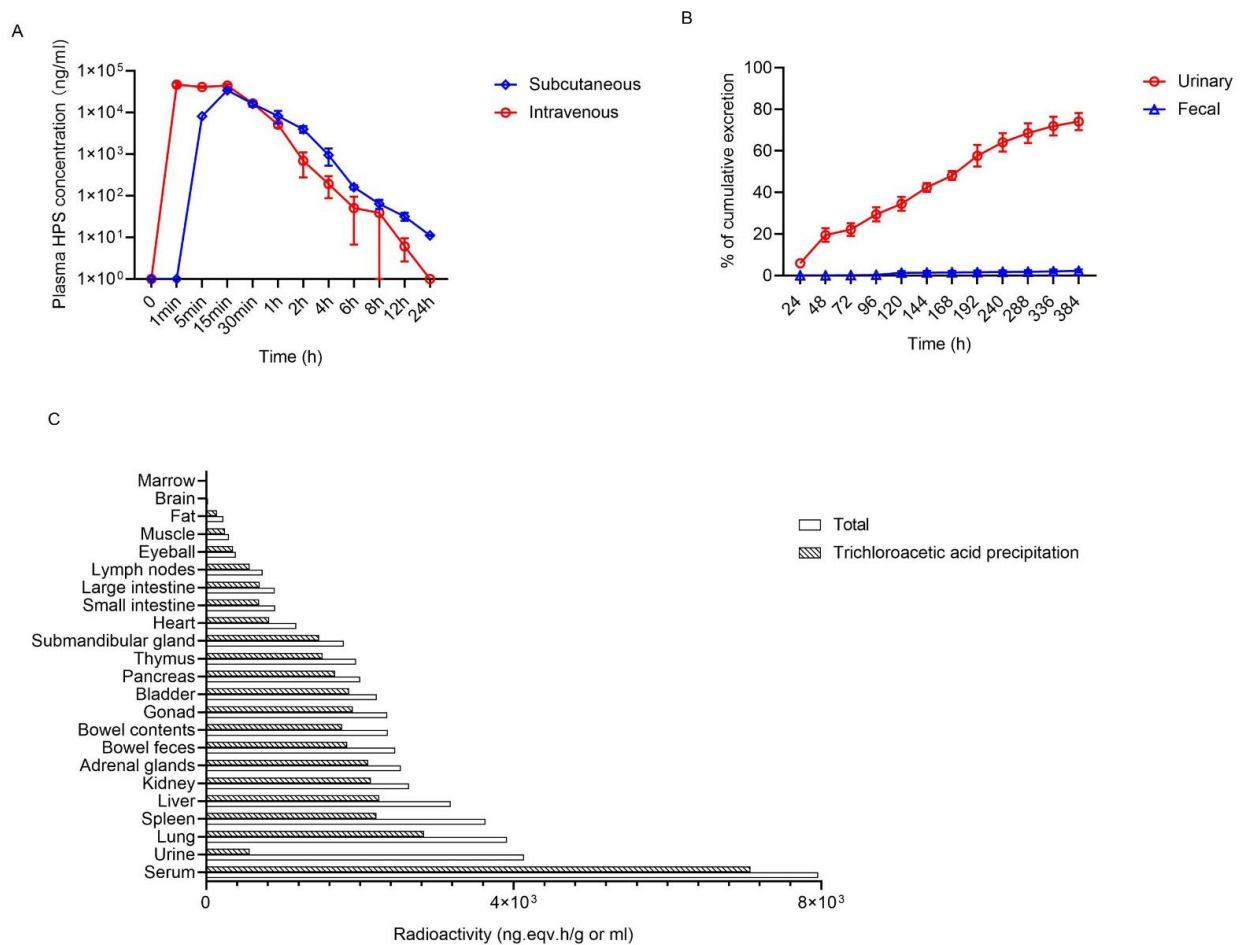 A
Plasma HPS concentration (ng/ml)
1×10⁵
1×10⁴
1×10³
1×10²
1×10¹
1×10⁰
0
1min
5min
15min
30min
1h
2h
4h
6h
8h
12h
24h
Time (h)
Subcutaneous
Intravenous
B
% of cumulative excretion
100
80
60
40
20
0
24
48
72
96
120
144
168
192
240
288
336
384
Time (h)
Urinary
Fecal
C
Marrow
Brain
Fat
Muscle
Eyeball
Lymph nodes
Large intestine
Small intestine
Heart
Submandibular gland
Thymus
Pancreas
Bladder
Gonad
Bowel contents
Bowel feces
Adrenal glands
Kidney
Liver
Spleen
Lung
Urine
Serum
0
4×10³
8×10³
Radioactivity (ng.eqv.h/g or ml)
Total
Trichloroacetic acid precipitation